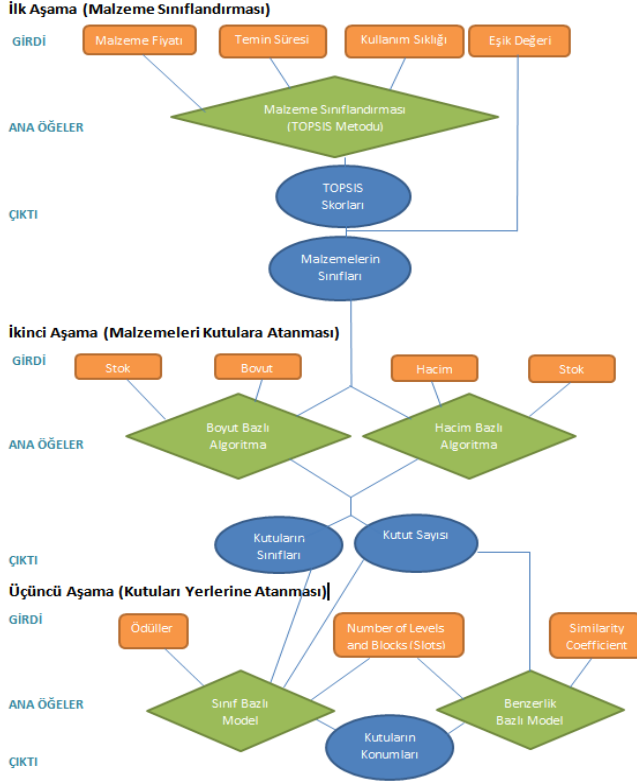 İlk Aşama (Malzeme Sınıflandırması)
GİRDİ
Malzeme Fiyatı
Temin Süresi
Kullanım Sıklığı
Eşik Değeri
ANA ÖĞELER
Malzeme Sınıflandırması
(TOPSIS Metodu)
ÇIKTI
TOPSIS
Skorları
Malzemelerin
Sınıfları
İkinci Aşama (Malzemeleri Kutulara Atanması)
GİRDİ
Stok
Boyut
Hacim
Stok
ANA ÖĞELER
Boyut Bazlı
Algoritma
Hacim Bazlı
Algoritma
ÇIKTI
Kutuların
Sınıfları
Kutut Sayısı
Üçüncü Aşama (Kutuları Yerlerine Atanması)
GİRDİ
Ödüller
Number of Levels
and Blocks (Slots)
Similarity
Coefficient
ANA ÖĞELER
Sınıf Bazlı
Model
Benzerlik
Bazlı Model
ÇIKTI
Kutuların
Konumları